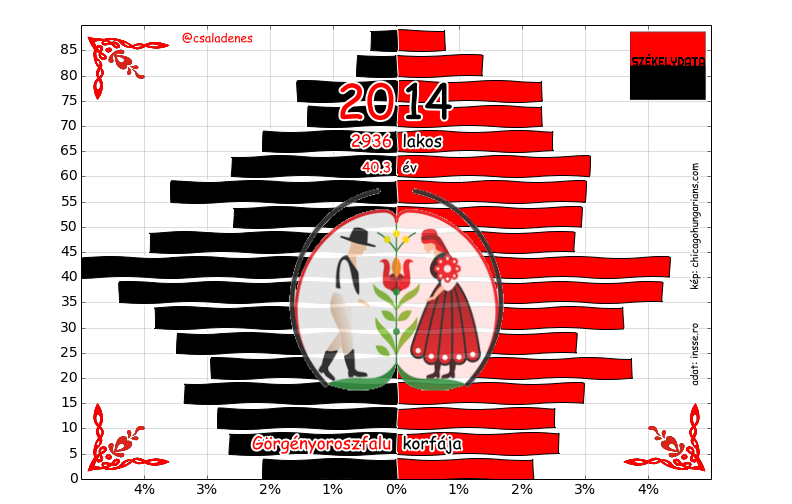 @csaladenes
SZÉKELYDATA
2014
2936 lakos
40.3 év
kép: chicagohungarians.com
adat: insse.ro
Görgényoroszfalu korfája
85
80
75
70
65
60
55
50
45
40
35
30
25
20
15
10
5
0
4% 3% 2% 1% 0% 1% 2% 3% 4%